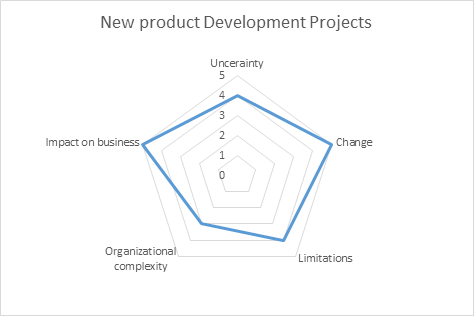 New product Development Projects
Uncerainty
5
4
3
2
1
0
Impact on business
Change
Organizational
complexity
Limitations